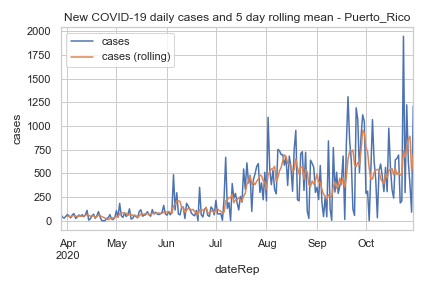 New COVID-19 daily cases and 5 day rolling mean - Puerto_Rico
cases
cases (rolling)
2000
1750
1500
1250
1000
750
500
250
0
cases
Apr May Jun Jul Aug Sep Oct
2020
dateRep